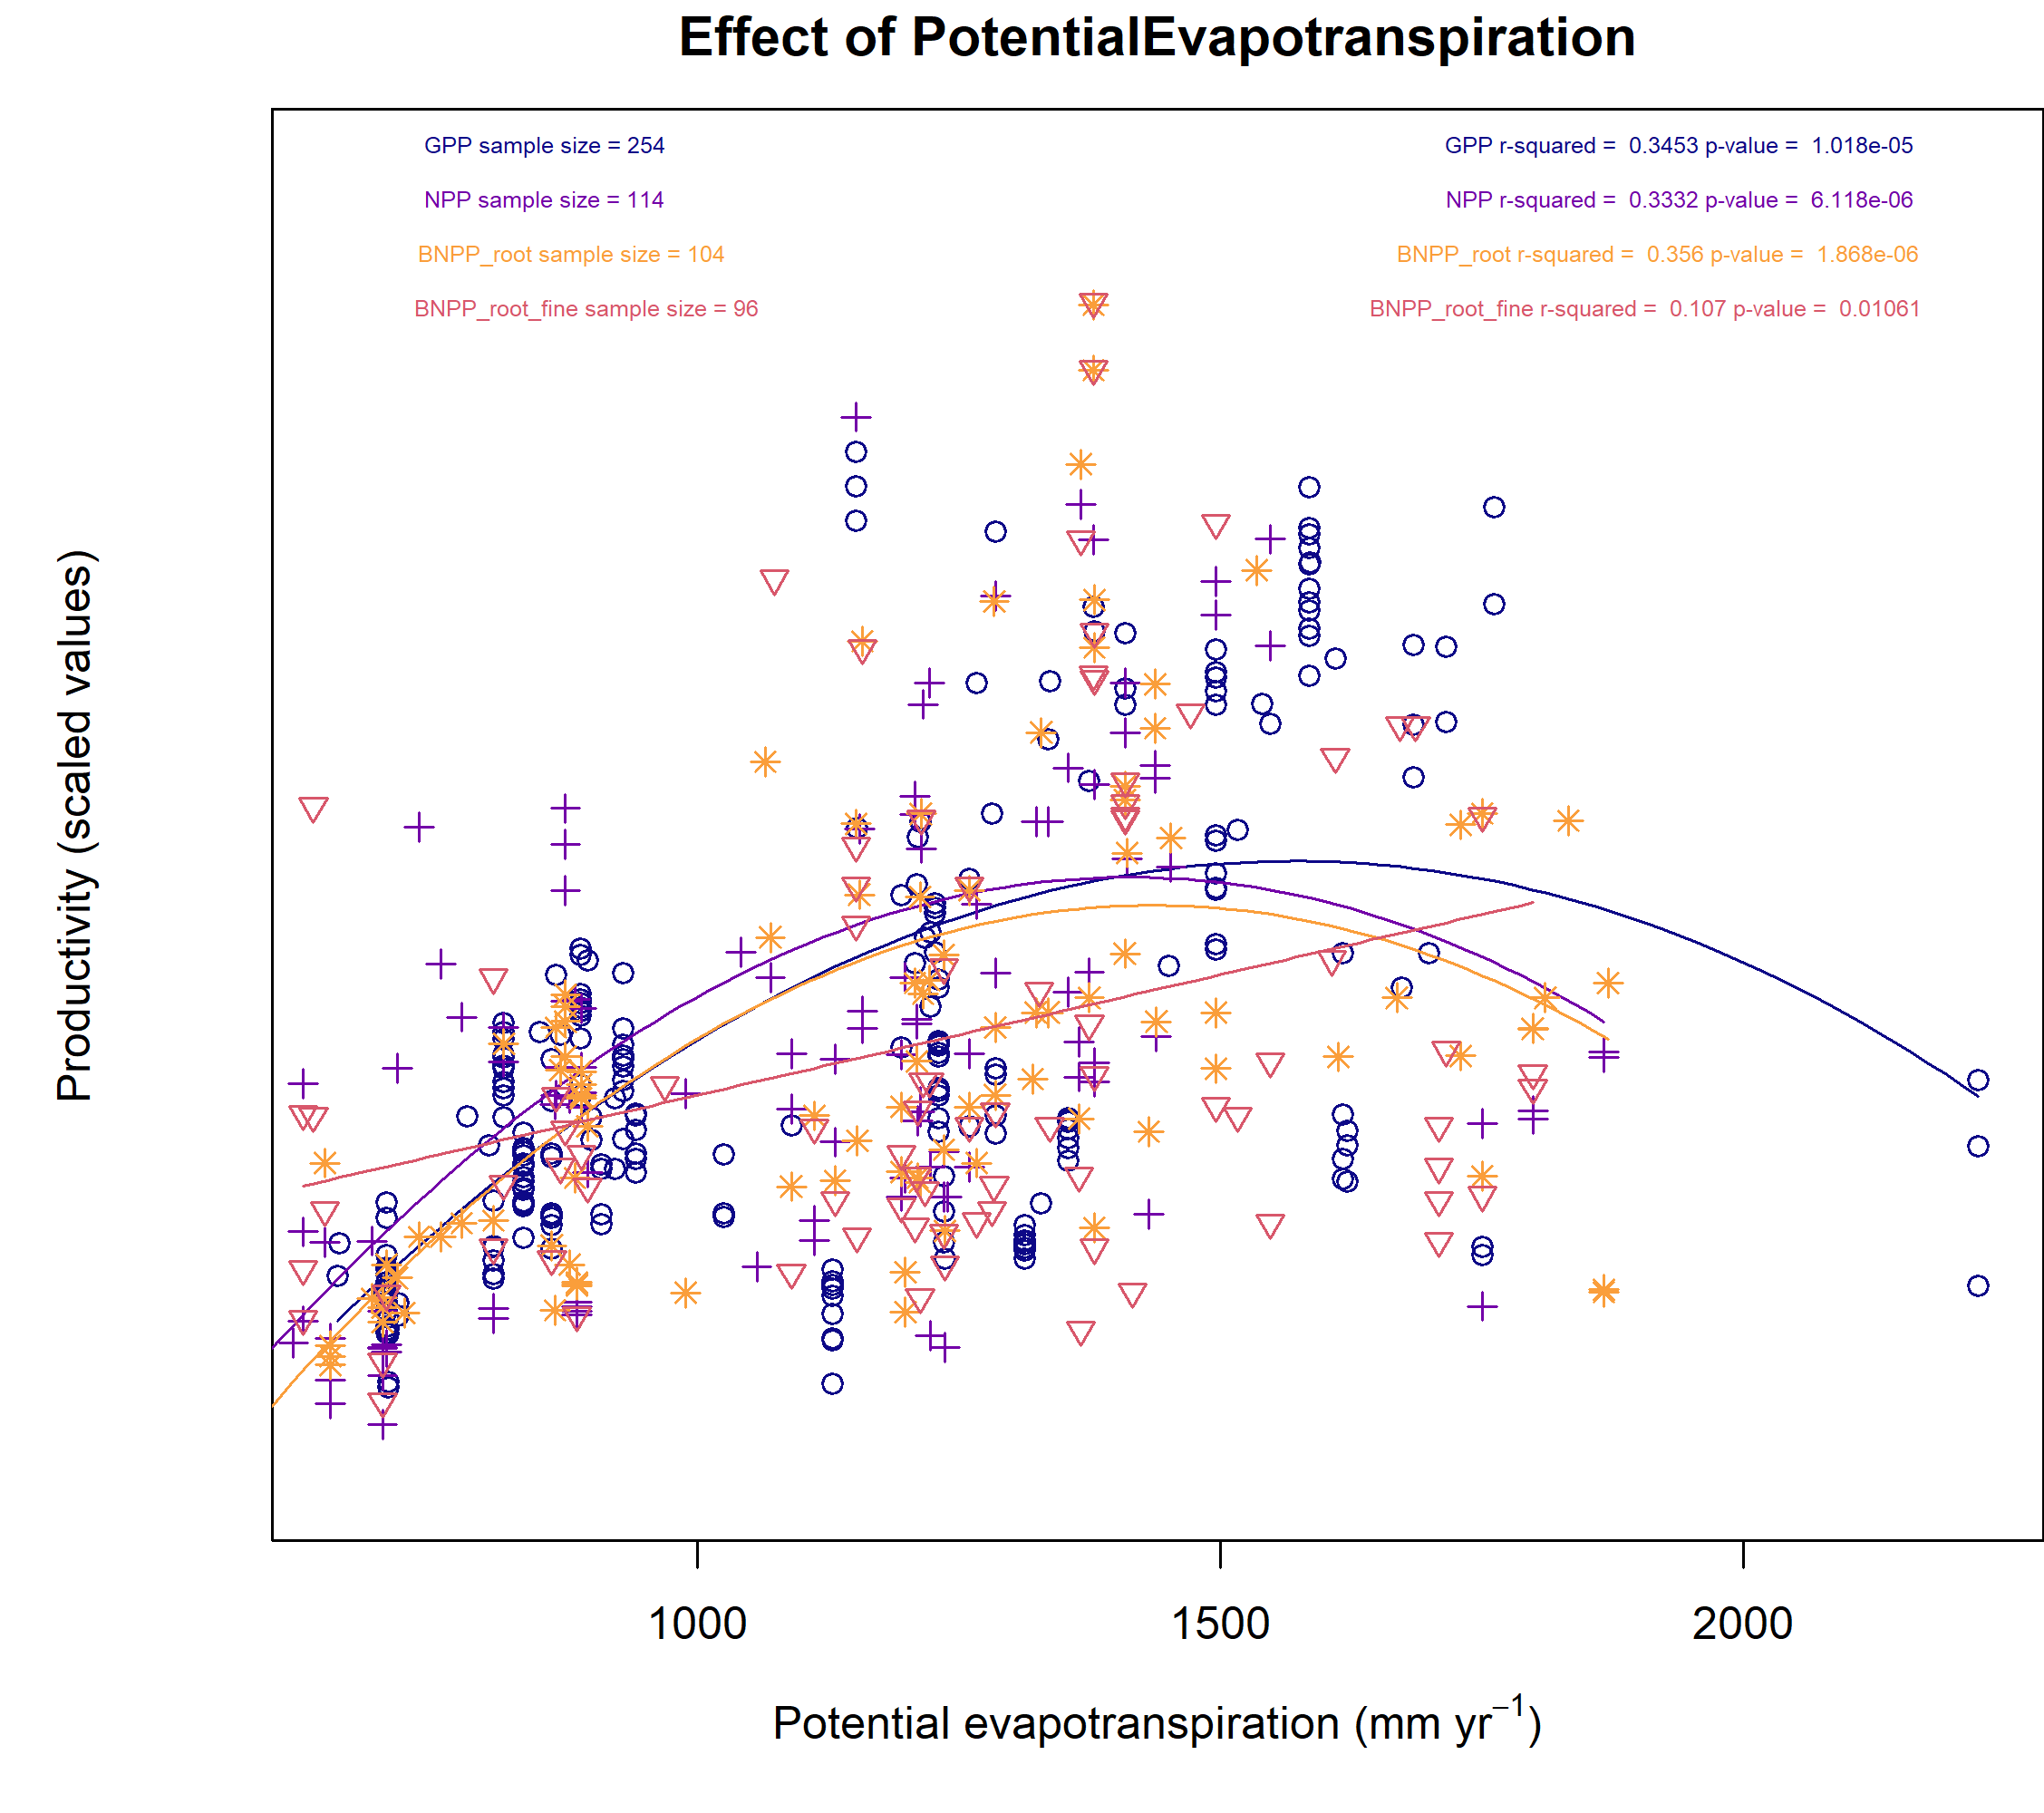 Effect of PotentialEvapotranspiration
GPP sample size = 254
GPP r-squared = 0.3453 p-value = 1.018e-05
NPP sample size = 114
NPP r-squared = 0.3332 p-value = 6.118e-06
BNPP_root sample size = 104
BNPP_root r-squared = 0.356 p-value = 1.868e-06
BNPP_root_fine sample size = 96
BNPP_root_fine r-squared = 0.107 p-value = 0.01061
Productivity (scaled values)
1000 1500 2000
Potential evapotranspiration (mm yr⁻¹)